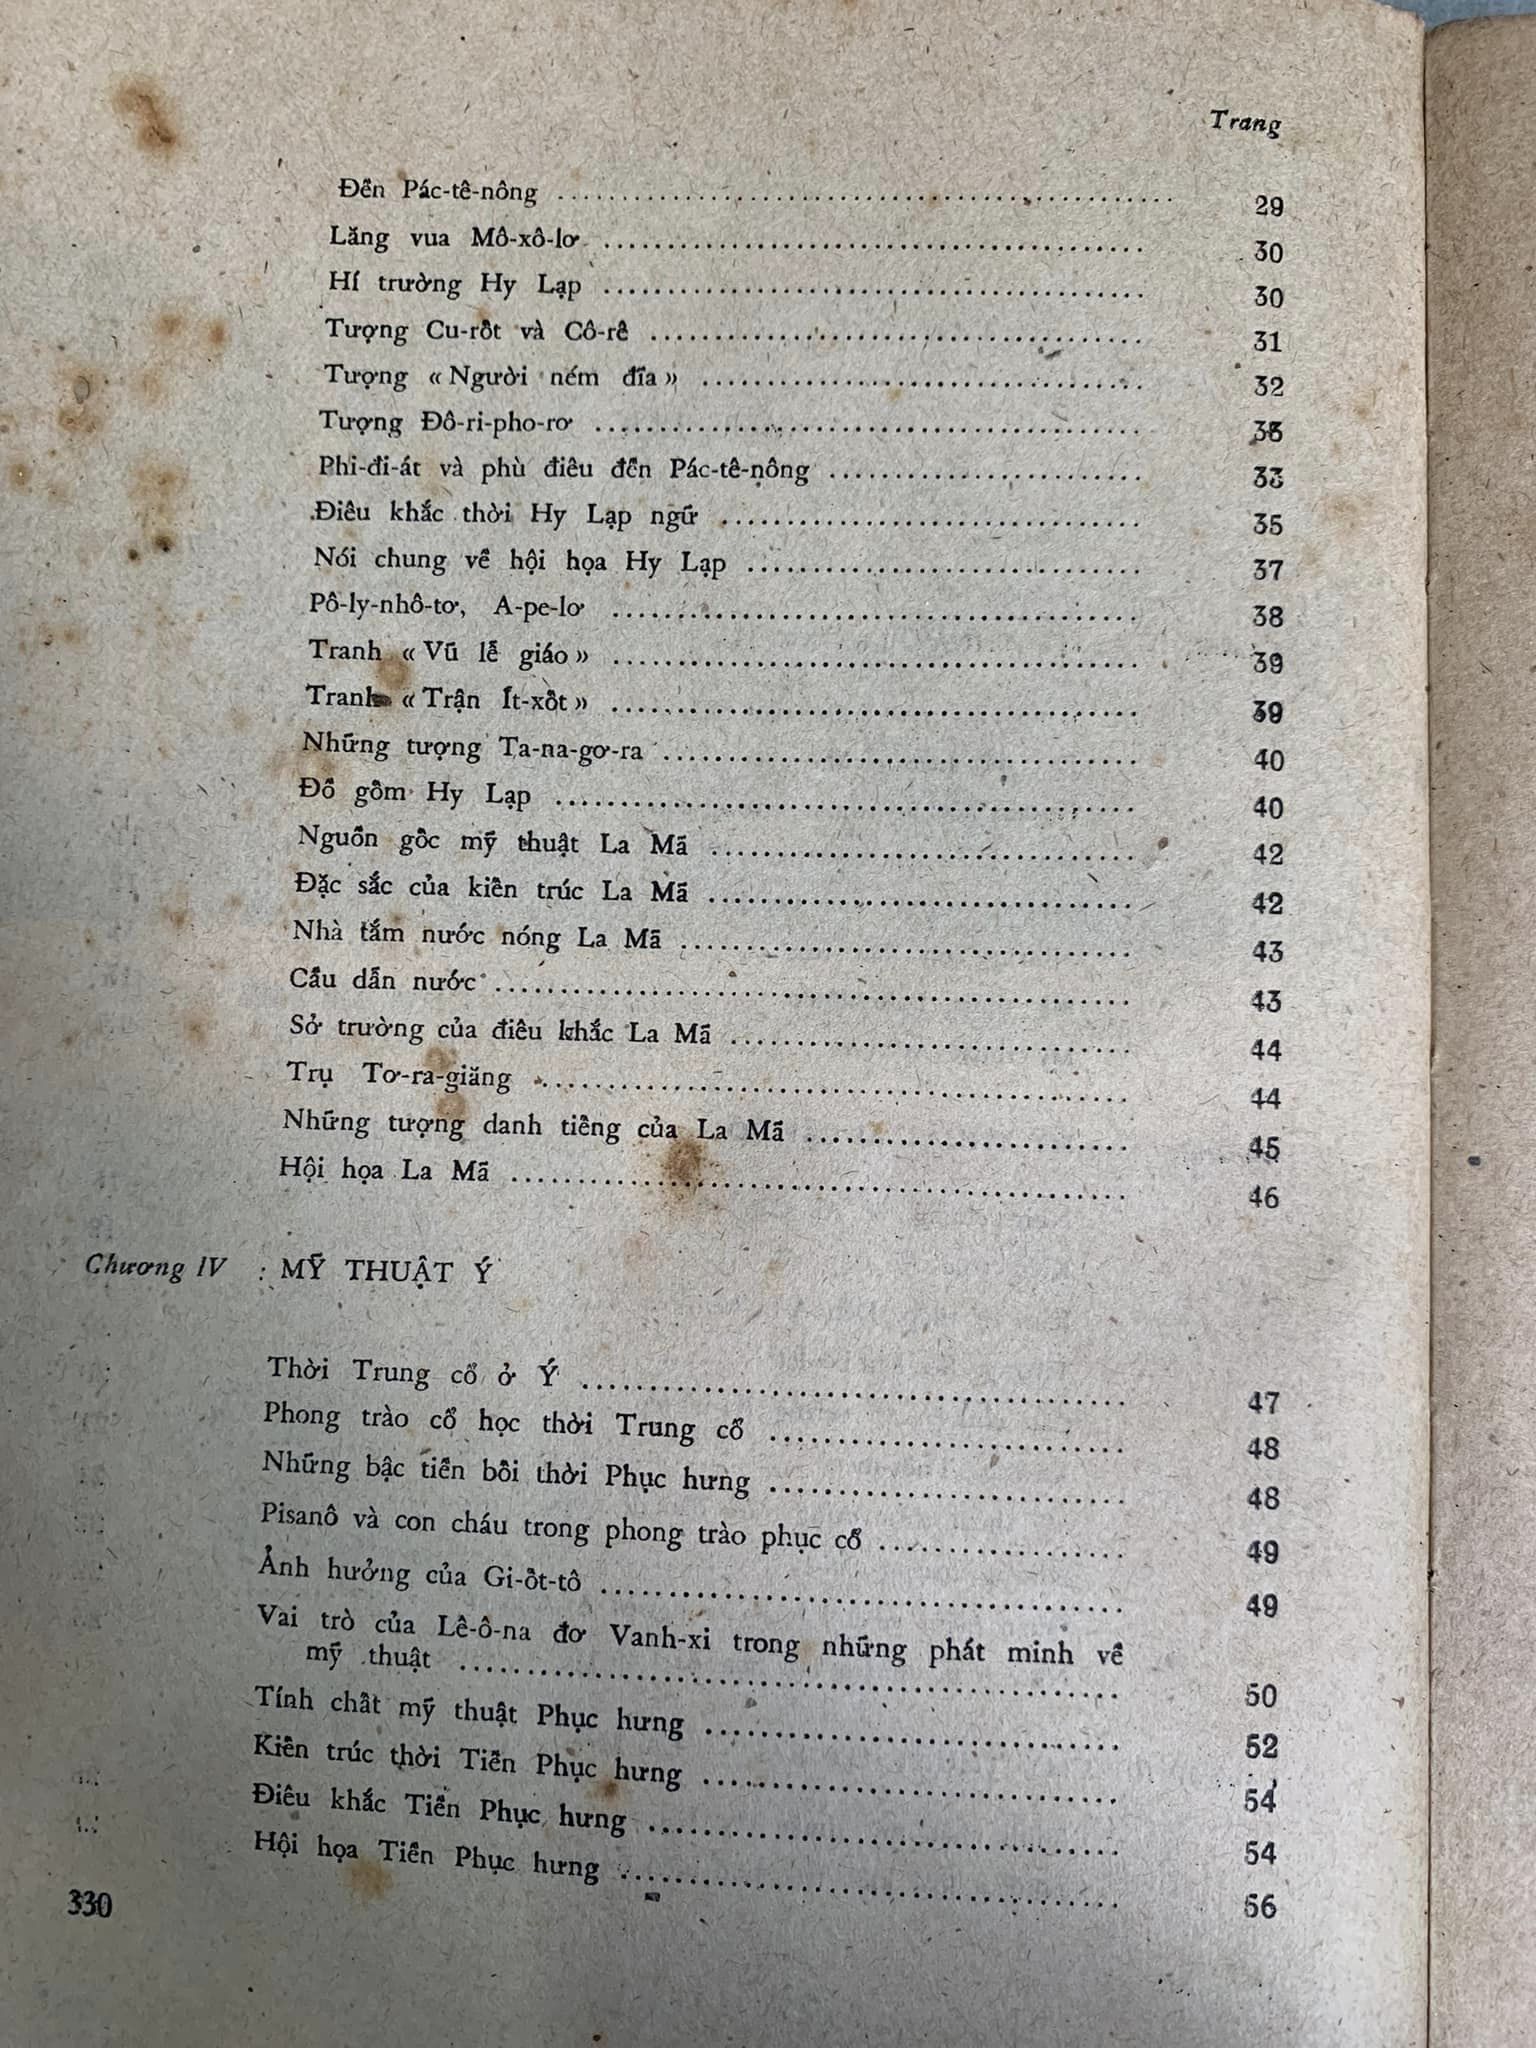 Trang
Đền Pác-tê-nông 29
Lăng vua Mô-xô-lơ 30
Hí trường Hy Lạp 30
Tượng Cu-rốt và Cô-rê 31
Tượng « Người ném đĩa » 32
Tượng Đô-ri-pho-rơ
Phi-đi-át và phù điêu đền Pác-tê-nông 33
Điêu khắc thời Hy Lạp ngữ 35
Nói chung về hội họa Hy Lạp 37
Pô-ly-nhô-tơ, A-pe-lơ 38
Tranh « Vũ lễ giáo » 39
Tranh « Trận Ít-xốt » 39
Những tượng Ta-na-gơ-ra 40
Đồ gốm Hy Lạp 40
Nguồn gốc mỹ thuật La Mã 42
Đặc sắc của kiến trúc La Mã 42
Nhà tắm nước nóng La Mã 43
Cầu dẫn nước 43
Sở trường của điêu khắc La Mã 44
Trụ Tơ-ra-giăng 44
Những tượng danh tiếng của La Mã 45
Hội họa La Mã 46
Chương IV : MỸ THUẬT Ý
Thời Trung cổ ở Ý 47
Phong trào cổ học thời Trung cổ 48
Những bậc tiền bối thời Phục hưng 48
Pisanô và con cháu trong phong trào phục cổ 49
Ảnh hưởng của Gi-ốt-tô 49
Vai trò của Lê-ô-na đơ Vanh-xi trong những phát minh về
mỹ thuật 50
Tính chất mỹ thuật Phục hưng 52
Kiến trúc thời Tiền Phục hưng 54
Điêu khắc Tiền Phục hưng 54
Hội họa Tiền Phục hưng 56
330